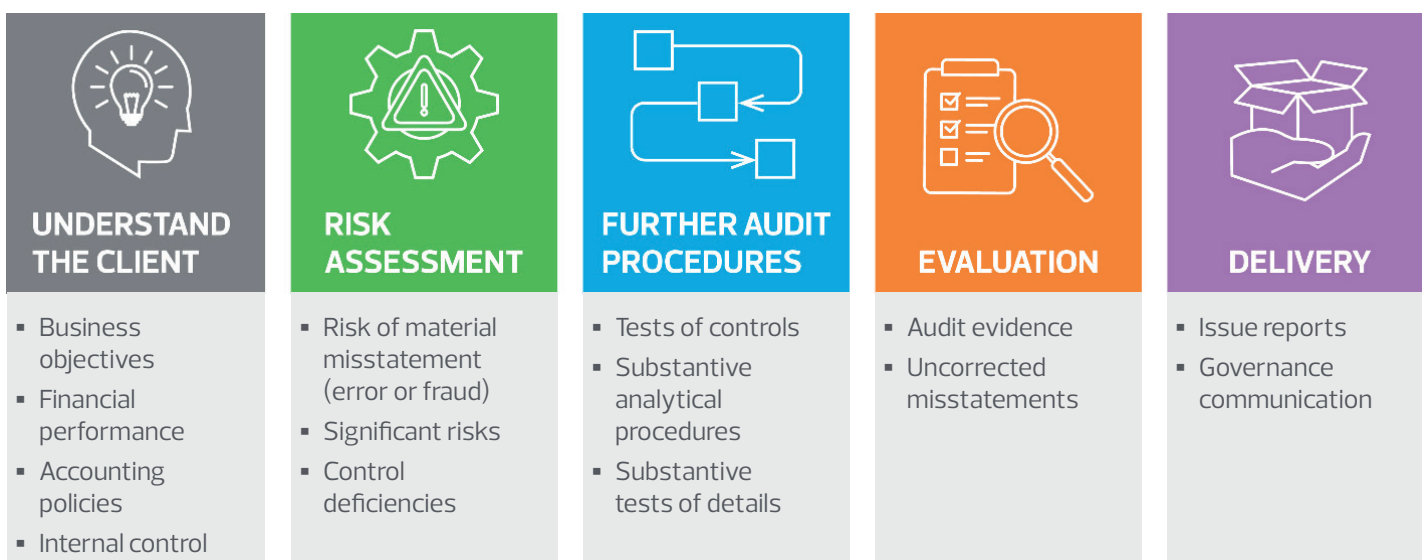 UNDERSTAND
THE CLIENT
▪ Business
objectives
▪ Financial
performance
▪ Accounting
policies
▪ Internal control
RISK
ASSESSMENT
▪ Risk of material
misstatement
(error or fraud)
▪ Significant risks
▪ Control
deficiencies
FURTHER AUDIT
PROCEDURES
▪ Tests of controls
▪ Substantive
analytical
procedures
▪ Substantive
tests of details
EVALUATION
▪ Audit evidence
▪ Uncorrected
misstatements
DELIVERY
▪ Issue reports
▪ Governance
communication